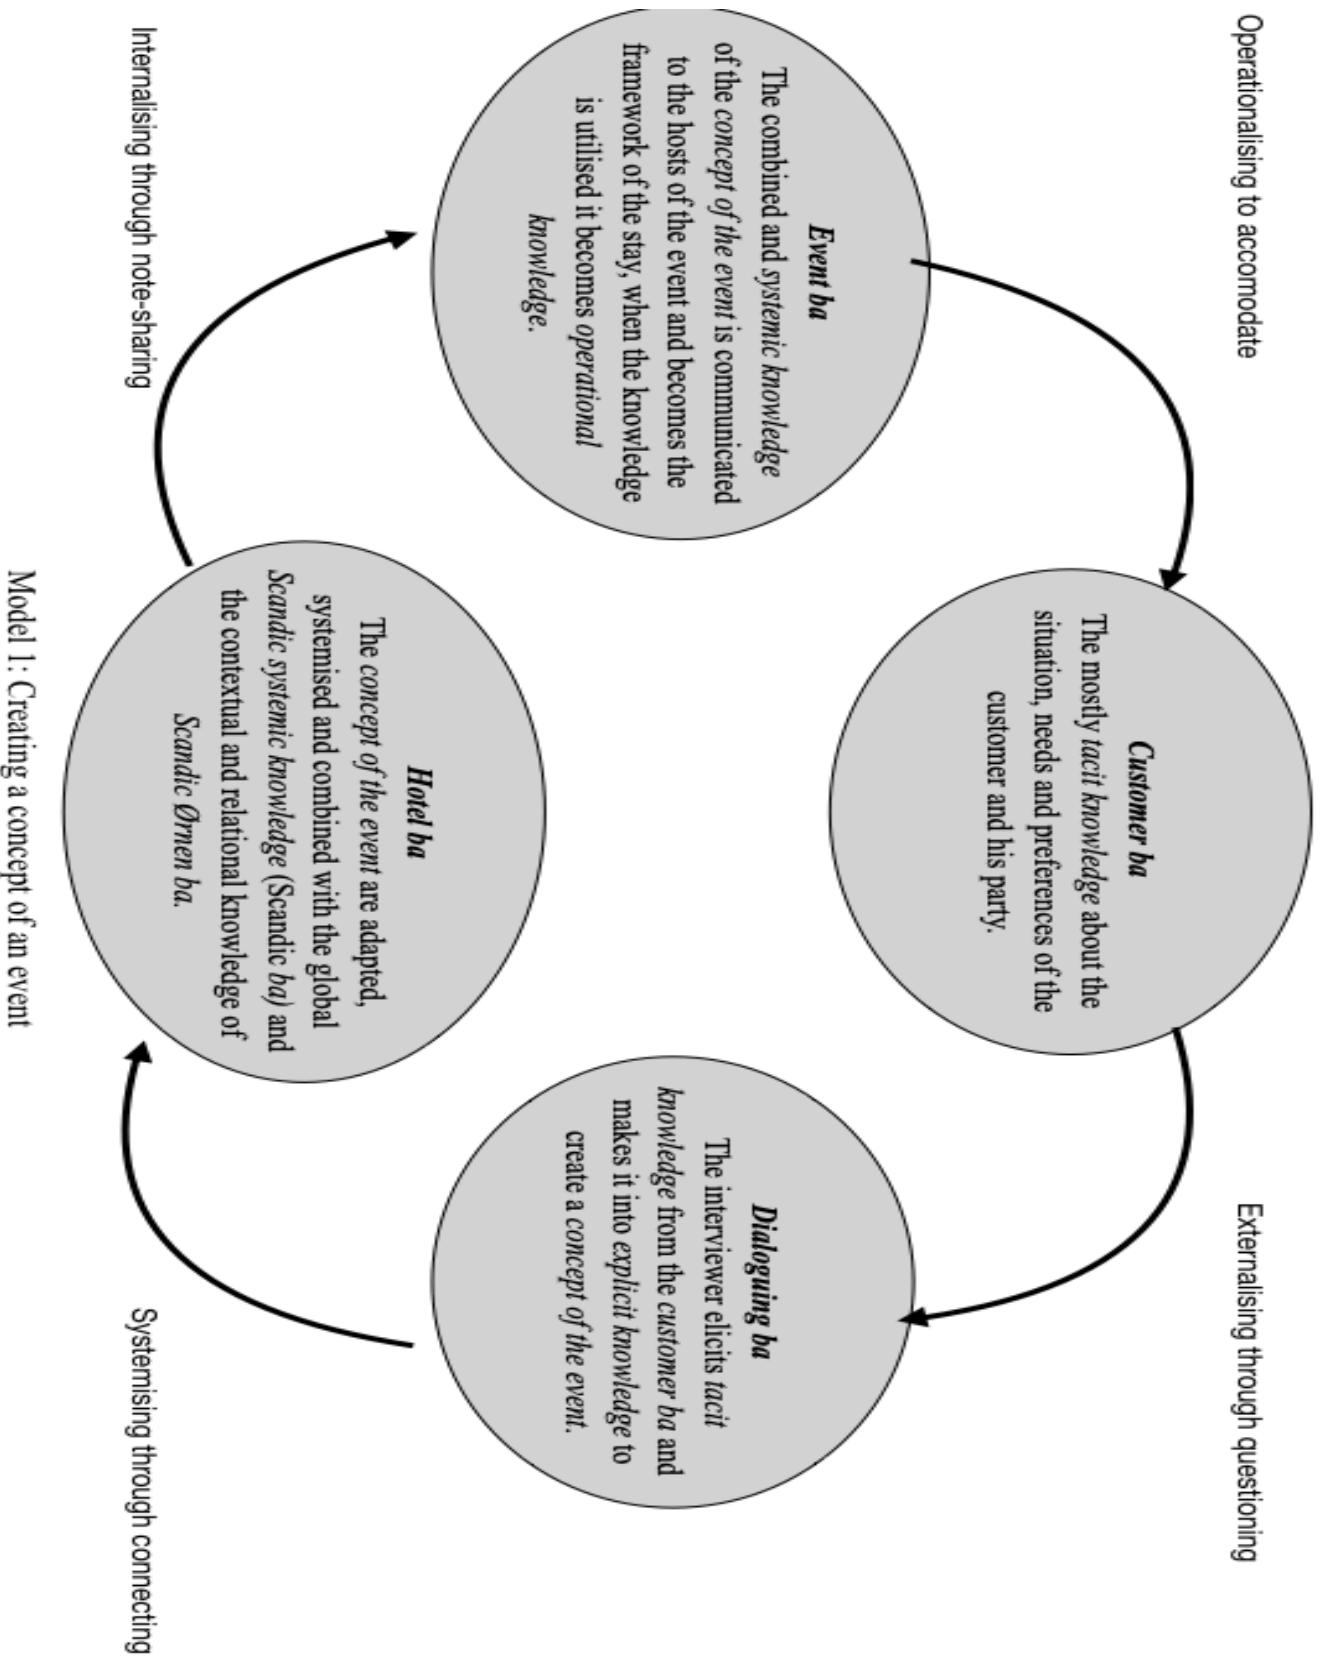 Operationalising to accomodate
Externalising through questioning
Customer ba
The mostly tacit knowledge about the
situation, needs and preferences of the
customer and his party.
Event ba
The combined and systemic knowledge
of the concept of the event is communicated
to the hosts of the event and becomes the
framework of the stay, when the knowledge
is utilised it becomes operational
knowledge.
Dialoguing ba
The interviewer elicits tacit
knowledge from the customer ba and
makes it into explicit knowledge to
create a concept of the event.
Hotel ba
The concept of the event are adapted,
systemised and combined with the global
Scandic systemic knowledge (Scandic ba) and
the contextual and relational knowledge of
Scandic Ørnen ba.
Internalising through note-sharing
Systemising through connecting
Model 1: Creating a concept of an event